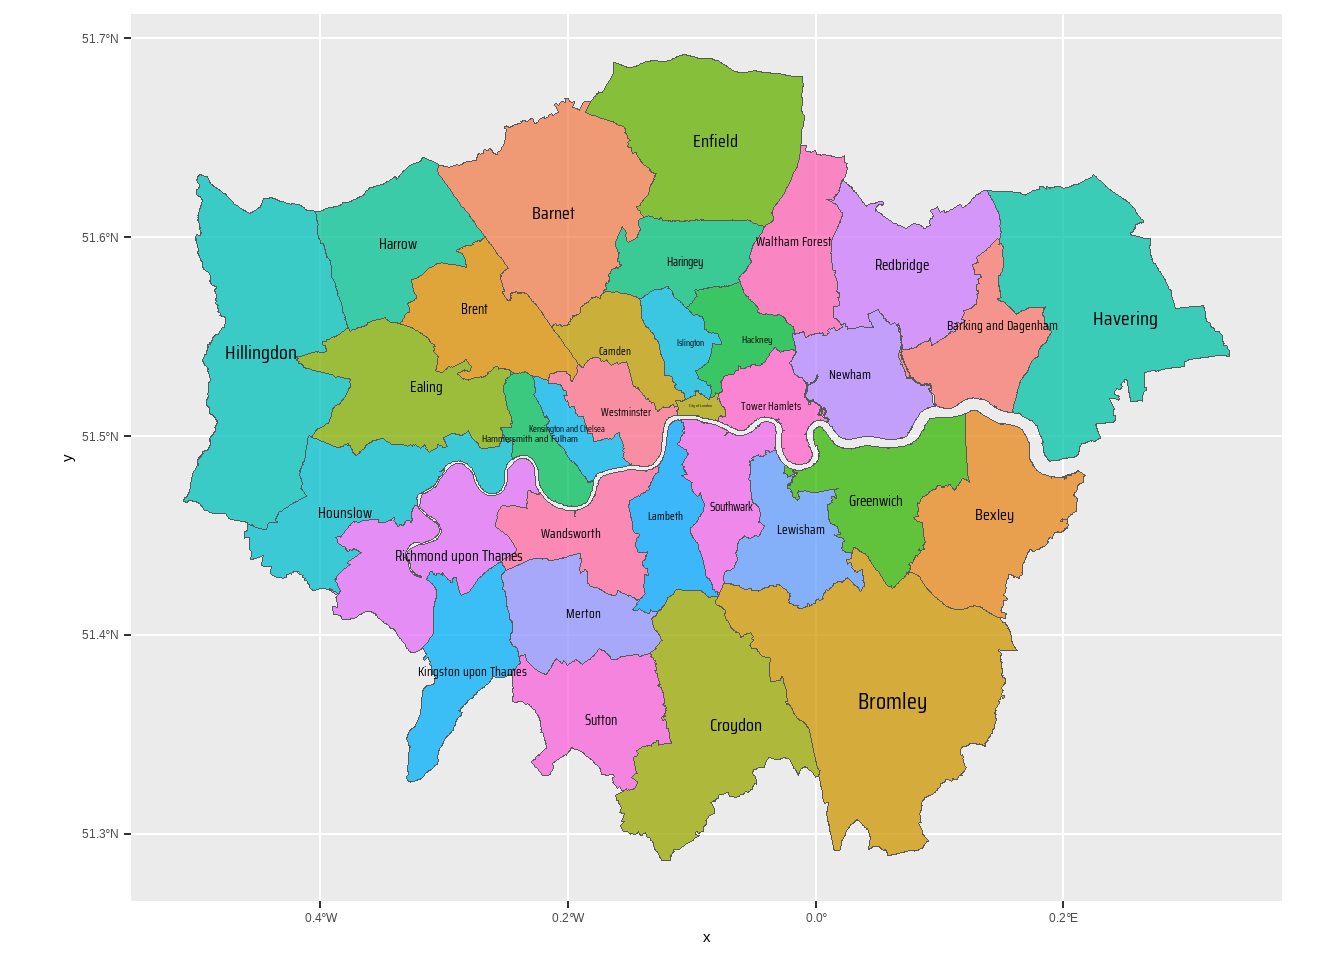 51.7°N
Enfield
Barnet
51.6°N
Waltham Forest
Harrow
Haringey
Redbridge
Brent
Havering
Barking and Dagenham
Hackney
Islington
Hillingdon
Camden
Newham
Ealing
City of London
Tower Hamlets
Westminster
Kensington and Chelsea
51.5°N
Hammersmith and Fulham
y
Greenwich
Southwark
Hounslow
Lambeth
Bexley
Lewisham
Wandsworth
Richmond upon Thames
Merton
51.4°N
Kingston upon Thames
Bromley
Sutton
Croydon
51.3°N
0.4°W
0.2°W
0.0°
0.2°E
x